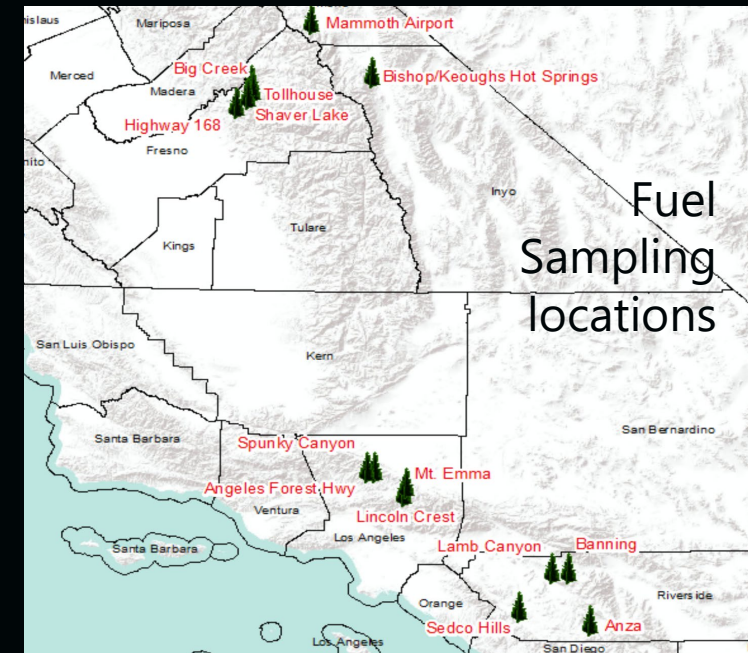 nislaus
Mariposa
Mammoth Airport
Merced
Big Creek
Madera
Bishop/Keoughs Hot Springs
Tollhouse
Shaver Lake
Highway 168
Fresno
nito
Inyo
Fuel
Sampling
locations
Tulare
Kings
San Luis Obispo
Kern
San Bernardino
Santa Barbara
Spunky Canyon
Mt. Emma
Angeles Forest Hwy
Ventura
Lincoln Crest
Los Angeles
Santa Barbara
Lamb Canyon
Banning
Orange
Riverside
Sedco Hills
Anza
Los Angeles
San Diego